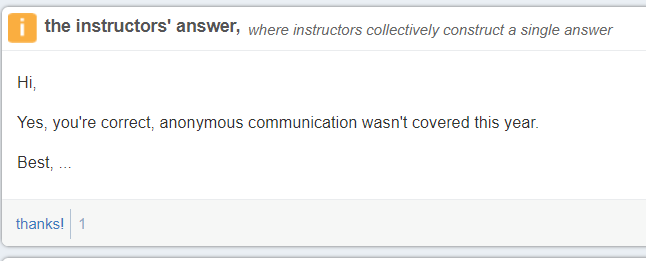 i the instructors' answer, where instructors collectively construct a single answer
Hi,
Yes, you're correct, anonymous communication wasn't covered this year.
Best, ...
thanks! 1